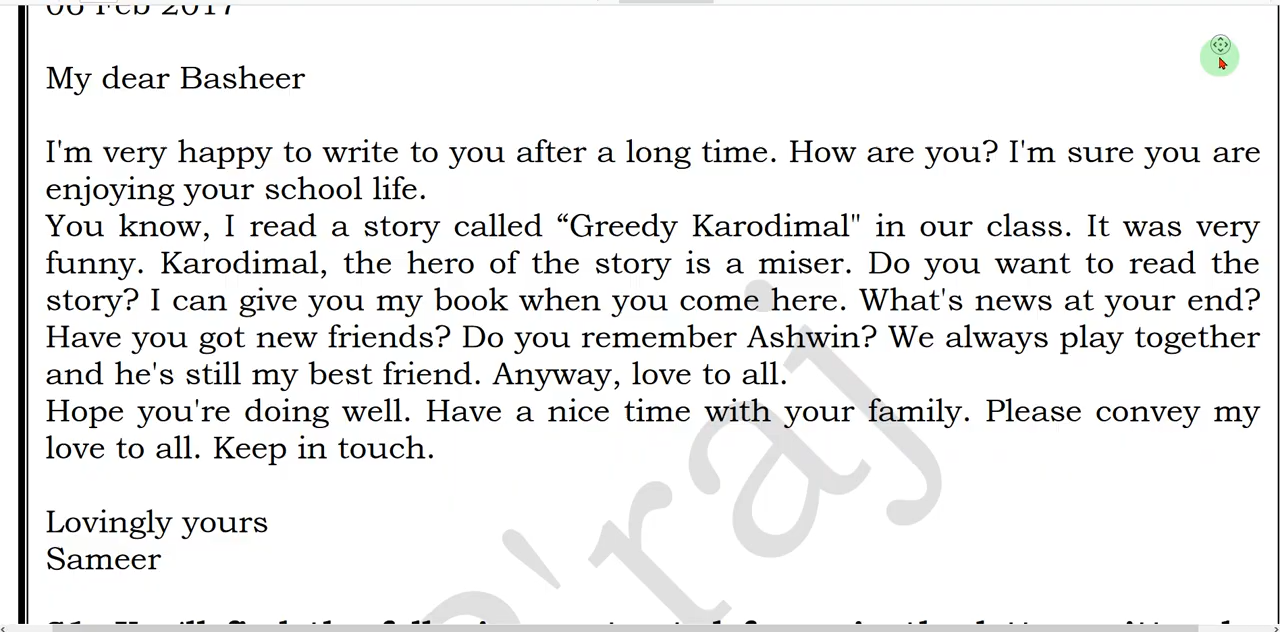 06 Feb 2017
My dear Basheer
I'm very happy to write to you after a long time. How are you? I'm sure you are
enjoying your school life.
You know, I read a story called “Greedy Karodimal" in our class. It was very
funny. Karodimal, the hero of the story is a miser. Do you want to read the
story? I can give you my book when you come here. What's news at your end?
Have you got new friends? Do you remember Ashwin? We always play together
and he's still my best friend. Anyway, love to all.
Hope you're doing well. Have a nice time with your family. Please convey my
love to all. Keep in touch.
Lovingly yours
Sameer